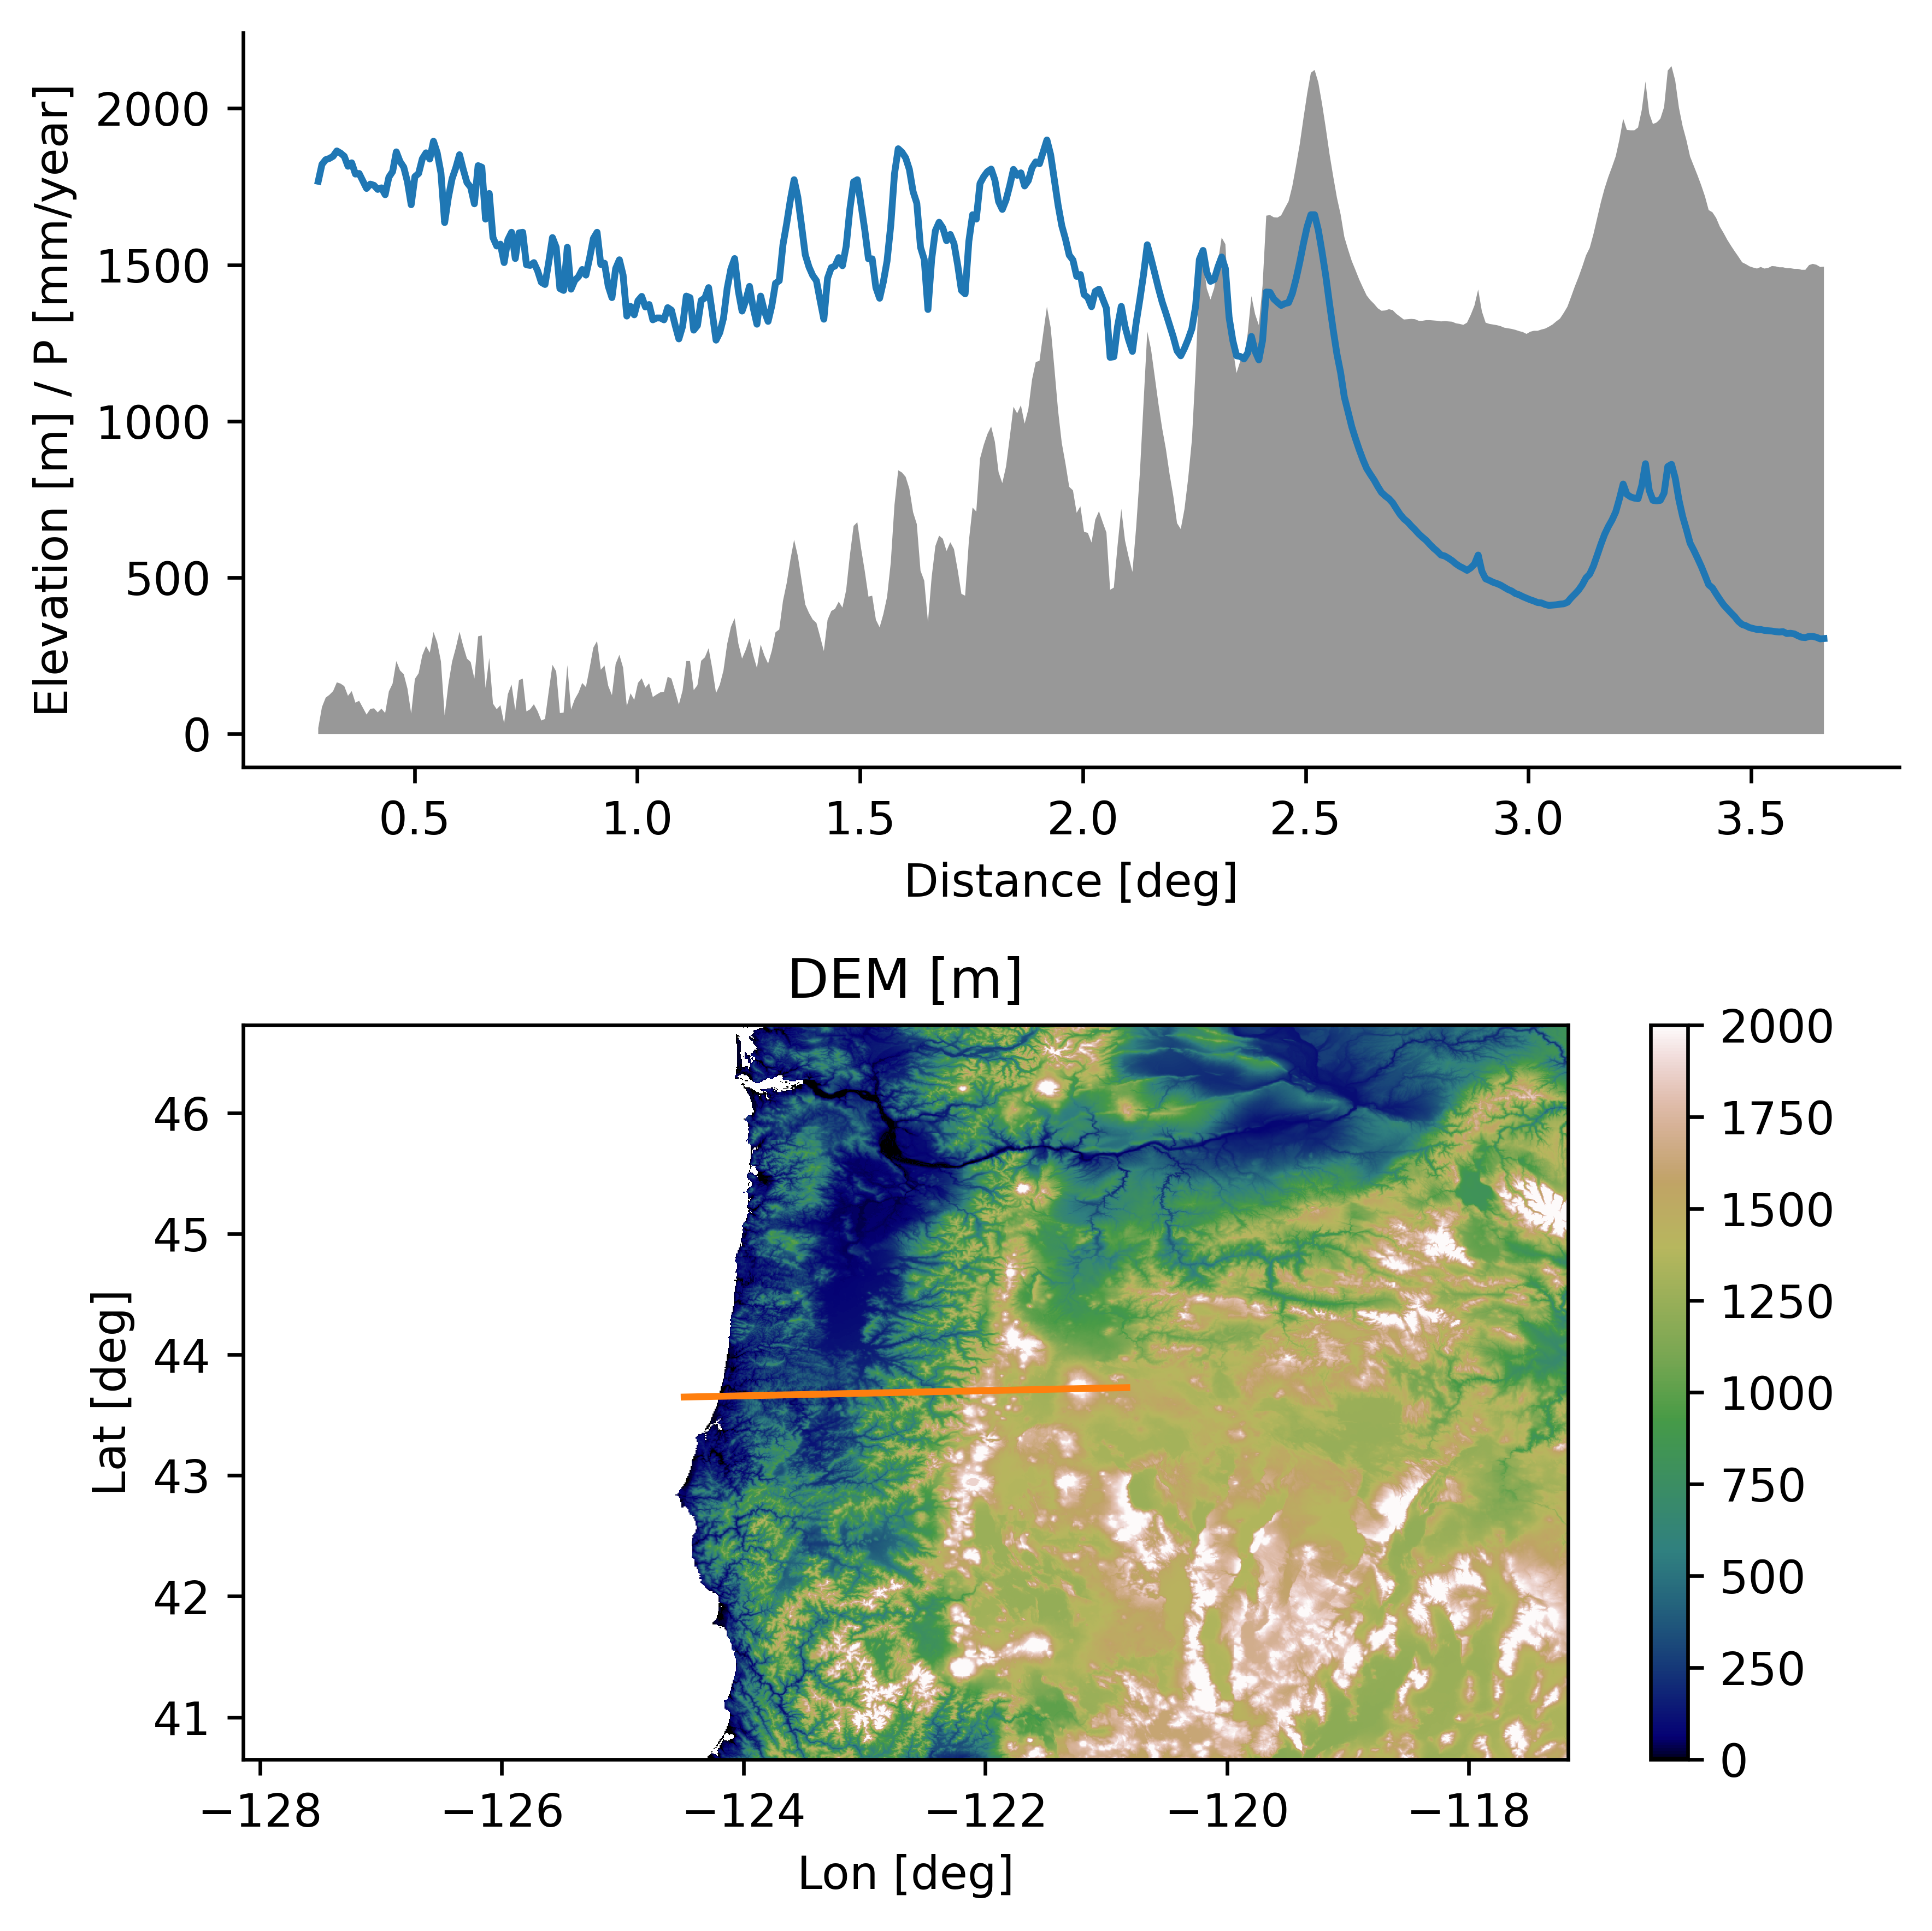 Elevation [m] / P [mm/year]
2000
1500
1000
500
0
0.5 1.0 1.5 2.0 2.5 3.0 3.5
Distance [deg]
DEM [m]
Lat [deg]
46
45
44
43
42
41
−128 −126 −124 −122 −120 −118
Lon [deg]
2000
1750
1500
1250
1000
750
500
250
0